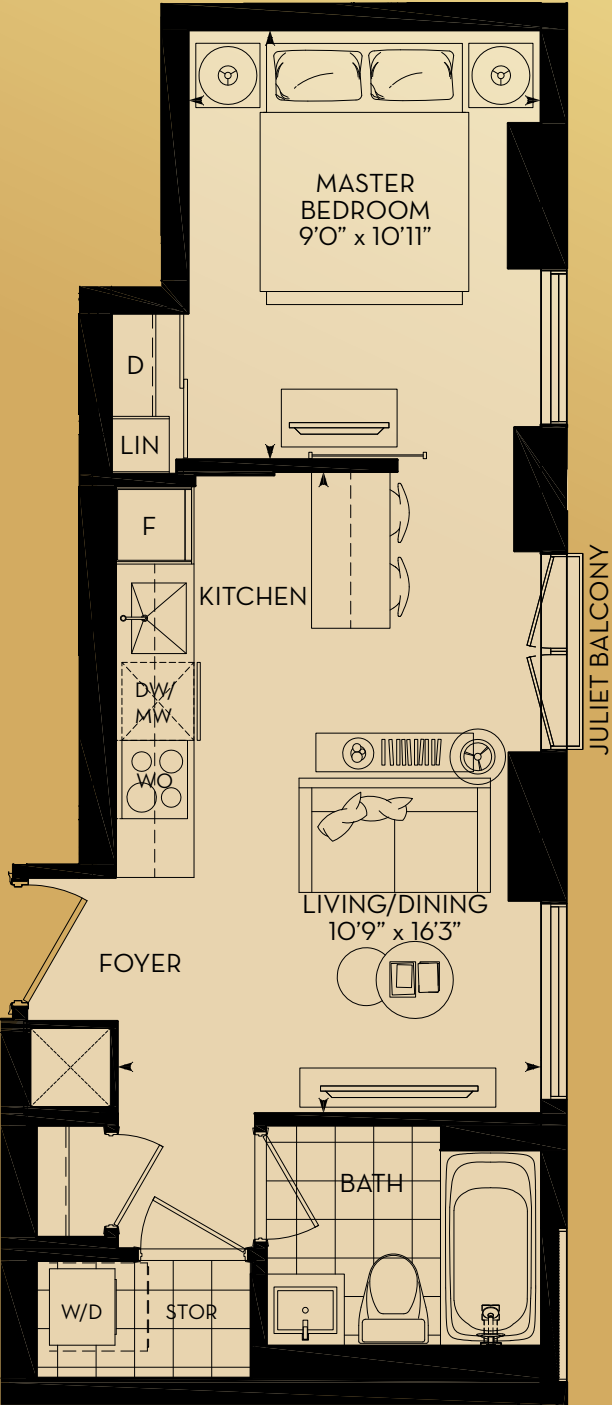 MASTER
BEDROOM
9'0" x 10'11"
D
LIN
F
KITCHEN
JULIET BALCONY
DW/
MW
WO
LIVING/DINING
10'9" x 16'3"
FOYER
BATH
W/D
STOR